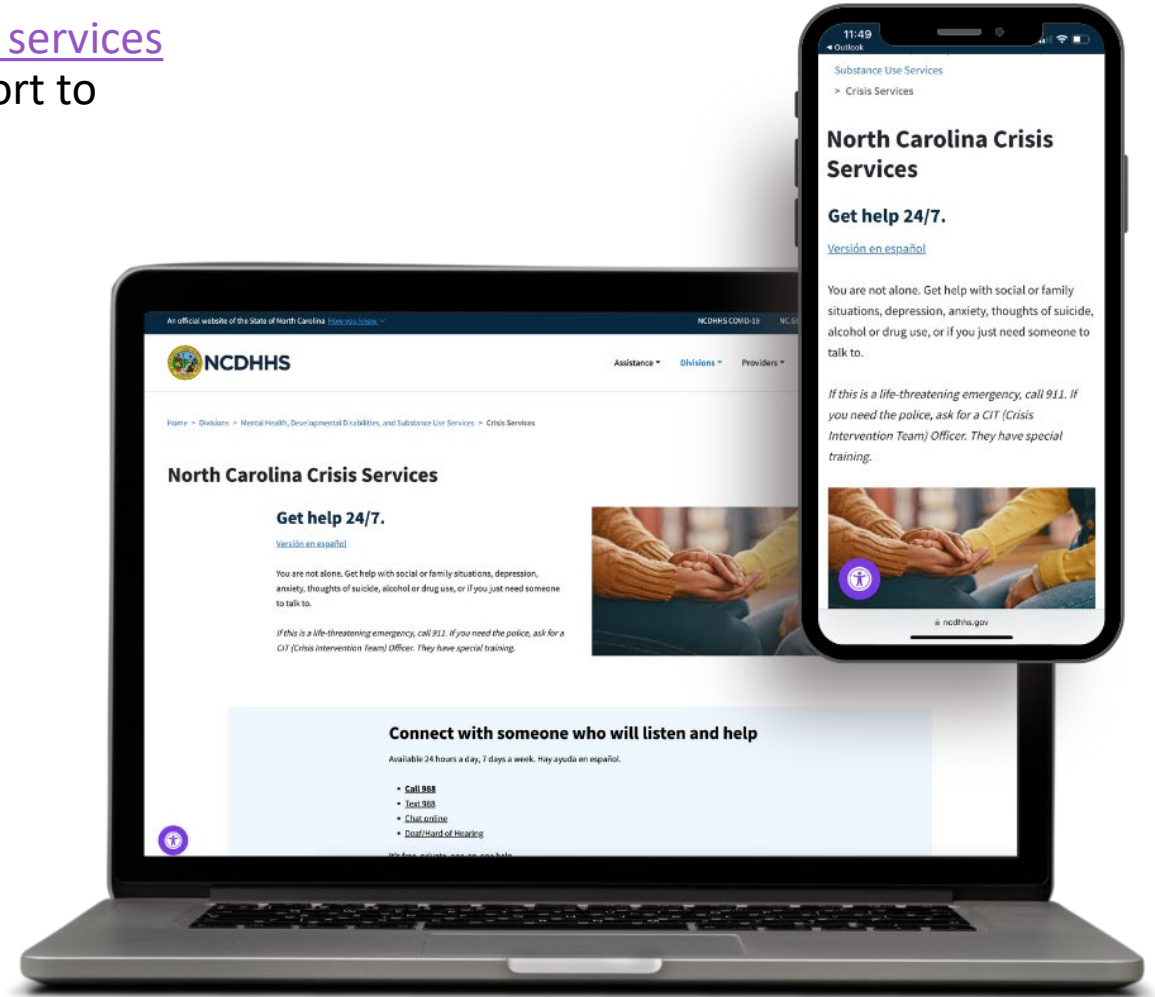 services
ort to
An official website of the State of North Carolina How you know
NCDHHS COVID-19 NC.G
NCDHHS
Assistance
Divisions
Providers
Home > Divisions > Mental Health, Developmental Disabilities, and Substance Use Services > Crisis Services
North Carolina Crisis Services
Get help 24/7.
Versión en español
You are not alone. Get help with social or family situations, depression,
anxiety, thoughts of suicide, alcohol or drug use, or if you just need someone
to talk to.
If this is a life-threatening emergency, call 911. If you need the police, ask for a
CIT (Crisis Intervention Team) Officer. They have special training.
Connect with someone who will listen and help
Available 24 hours a day, 7 days a week. Hay ayuda en español.
• Call 988
• Text 988
• Chat online
• Deaf/Hard of Hearing
It's free, private, one-on-one help
11:49
Outlook
Substance Use Services
> Crisis Services
North Carolina Crisis
Services
Get help 24/7.
Versión en español
You are not alone. Get help with social or family
situations, depression, anxiety, thoughts of suicide,
alcohol or drug use, or if you just need someone to
talk to.
If this is a life-threatening emergency, call 911. If
you need the police, ask for a CIT (Crisis
Intervention Team) Officer. They have special
training.
ncdhhs.gov